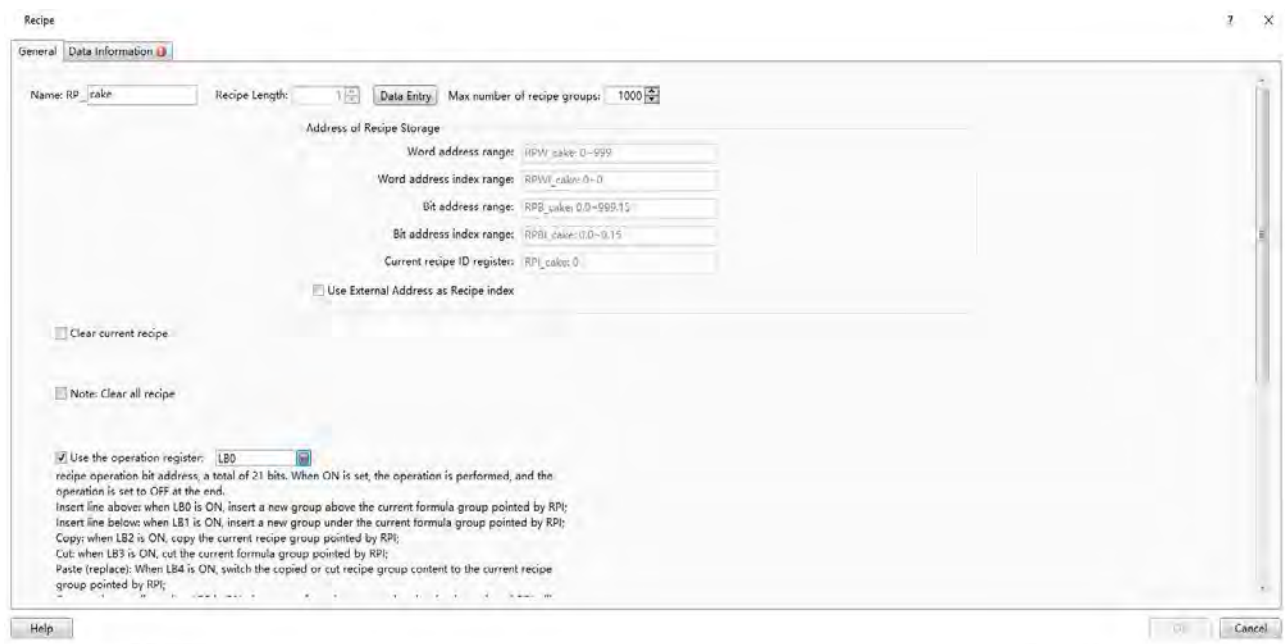 Recipe ? X
General Data Information
Name: RP_ cake Recipe Length: 1 Data Entry Max number of recipe groups: 1000
Address of Recipe Storage
Word address range: RPW_cake: 0~999
Word address index range: RPWI_cake: 0~0
Bit address range: RPB_cake: 0.0~999.15
Bit address index range: RPBI_cake: 0.0~0.15
Current recipe ID register: RPI_cake: 0
Use External Address as Recipe index
Clear current recipe
Note: Clear all recipe
Use the operation register: LB0
recipe operation bit address, a total of 21 bits. When ON is set, the operation is performed, and the
operation is set to OFF at the end.
Insert line above: when LB0 is ON, insert a new group above the current formula group pointed by RPI;
Insert line below: when LB1 is ON, insert a new group under the current formula group pointed by RPI;
Copy: when LB2 is ON, copy the current recipe group pointed by RPI;
Cut: when LB3 is ON, cut the current formula group pointed by RPI;
Paste (replace): When LB4 is ON, switch the copied or cut recipe group content to the current recipe
group pointed by RPI;
Help Cancel